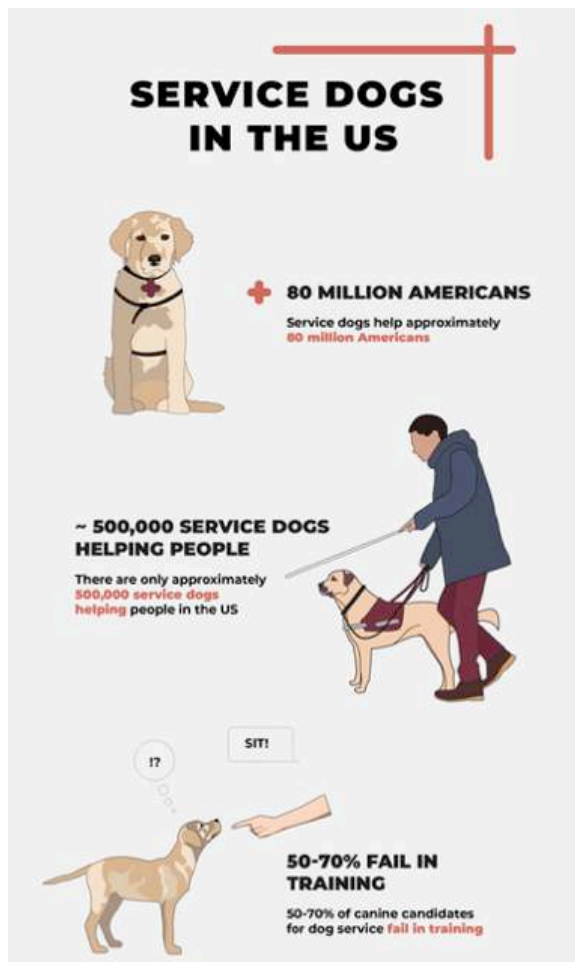 SERVICE DOGS
IN THE US
80 MILLION AMERICANS
Service dogs help approximately
80 million Americans
~ 500,000 SERVICE DOGS
HELPING PEOPLE
There are only approximately
500,000 service dogs
helping people in the US
SIT!
!?
50-70% FAIL IN
TRAINING
50-70% of canine candidates
for dog service fail in training